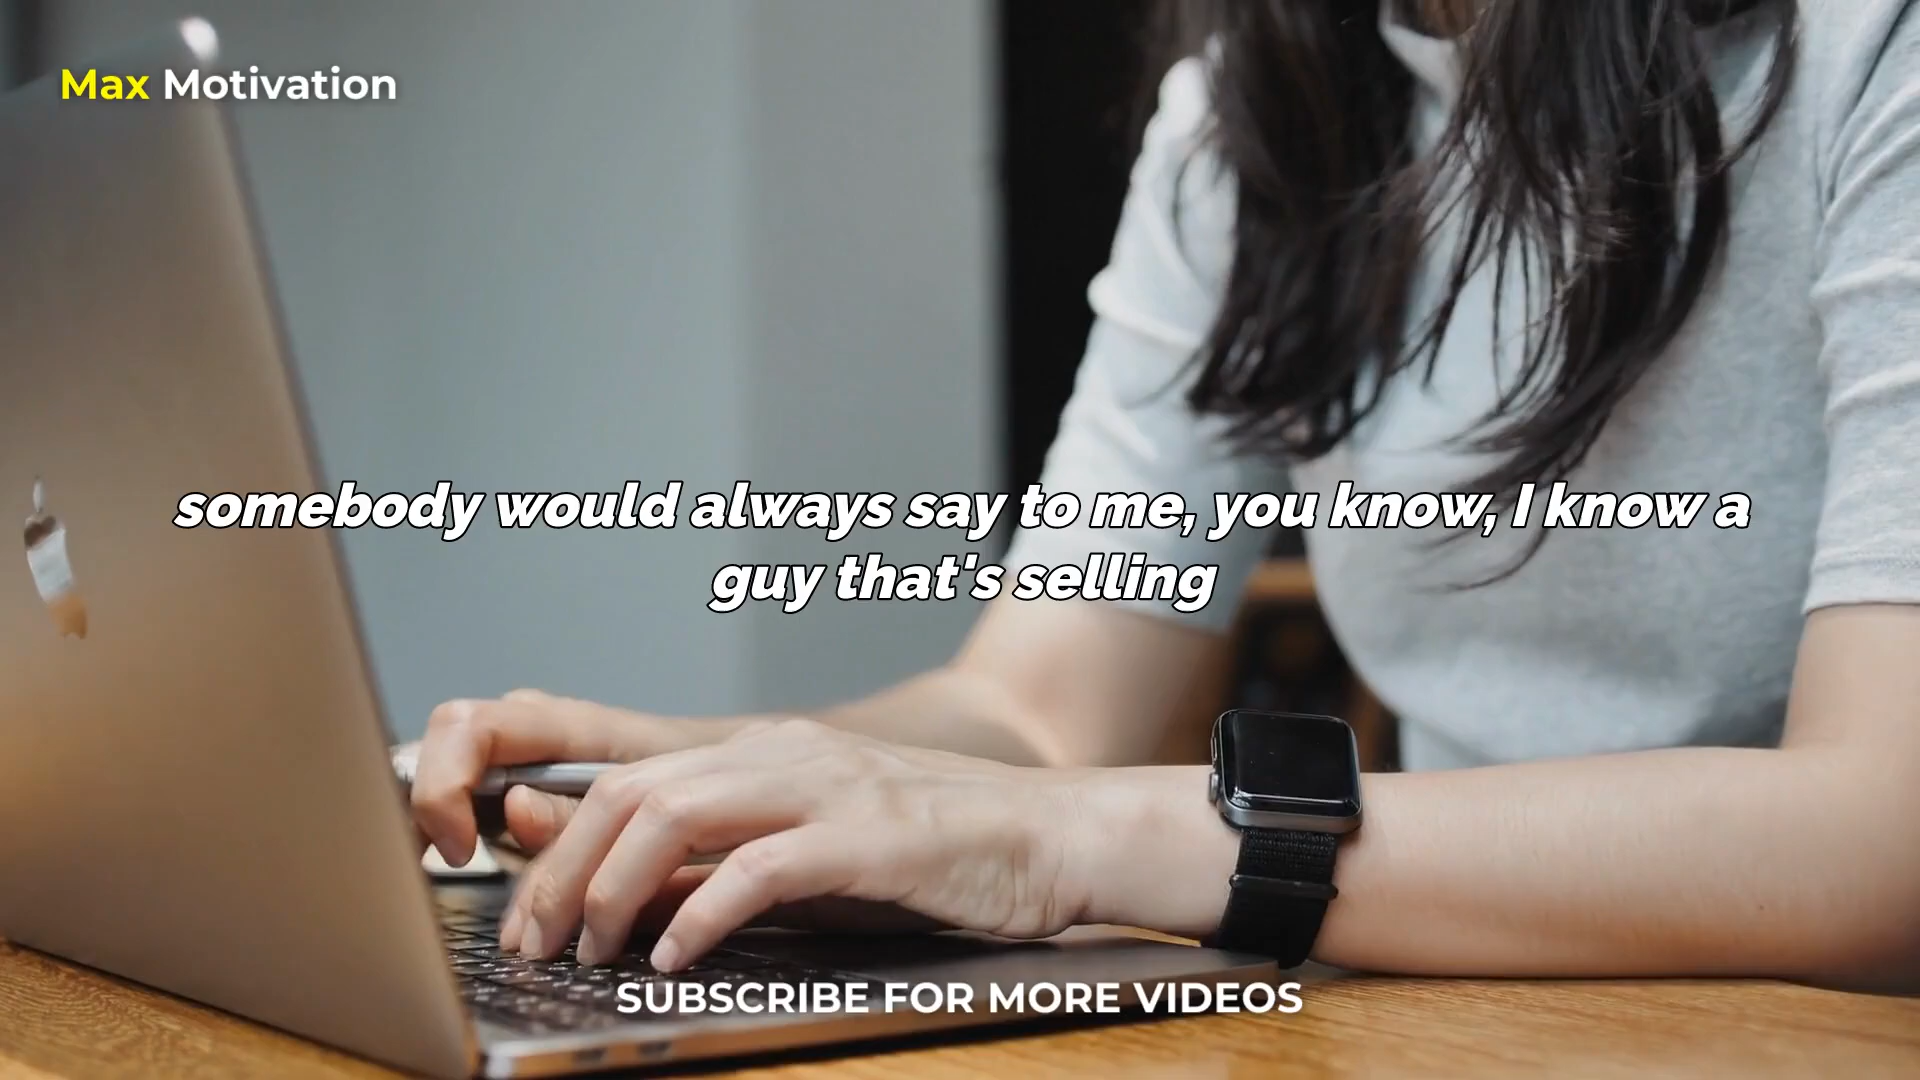 Max Motivation
somebody would always say to me, you know, I know a
guy that's selling
SUBSCRIBE FOR MORE VIDEOS